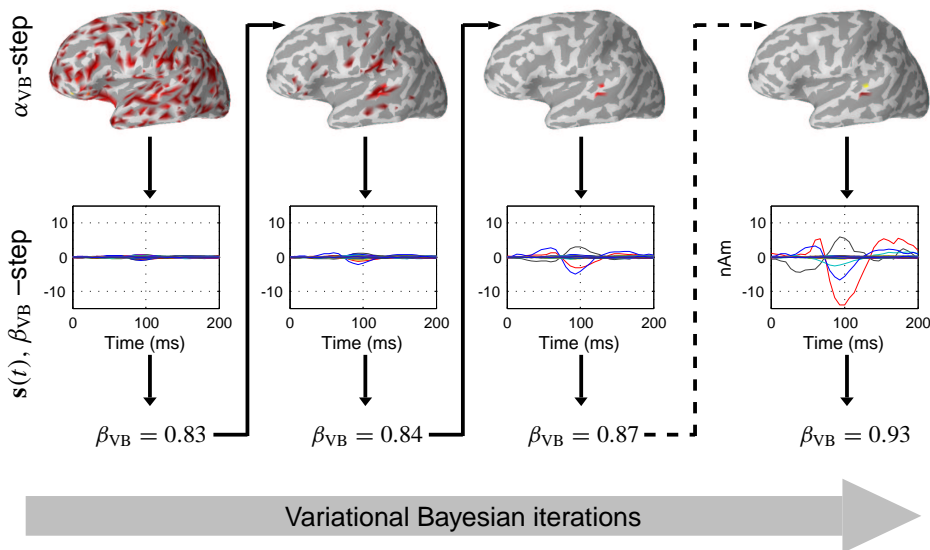 α_VB-step
s(t), β_VB −step
10
0
-10
0 100 200
Time (ms)
10
0
-10
0 100 200
Time (ms)
10
0
-10
0 100 200
Time (ms)
nAm
10
0
-10
0 100 200
Time (ms)
β_VB = 0.83
β_VB = 0.84
β_VB = 0.87
β_VB = 0.93
Variational Bayesian iterations